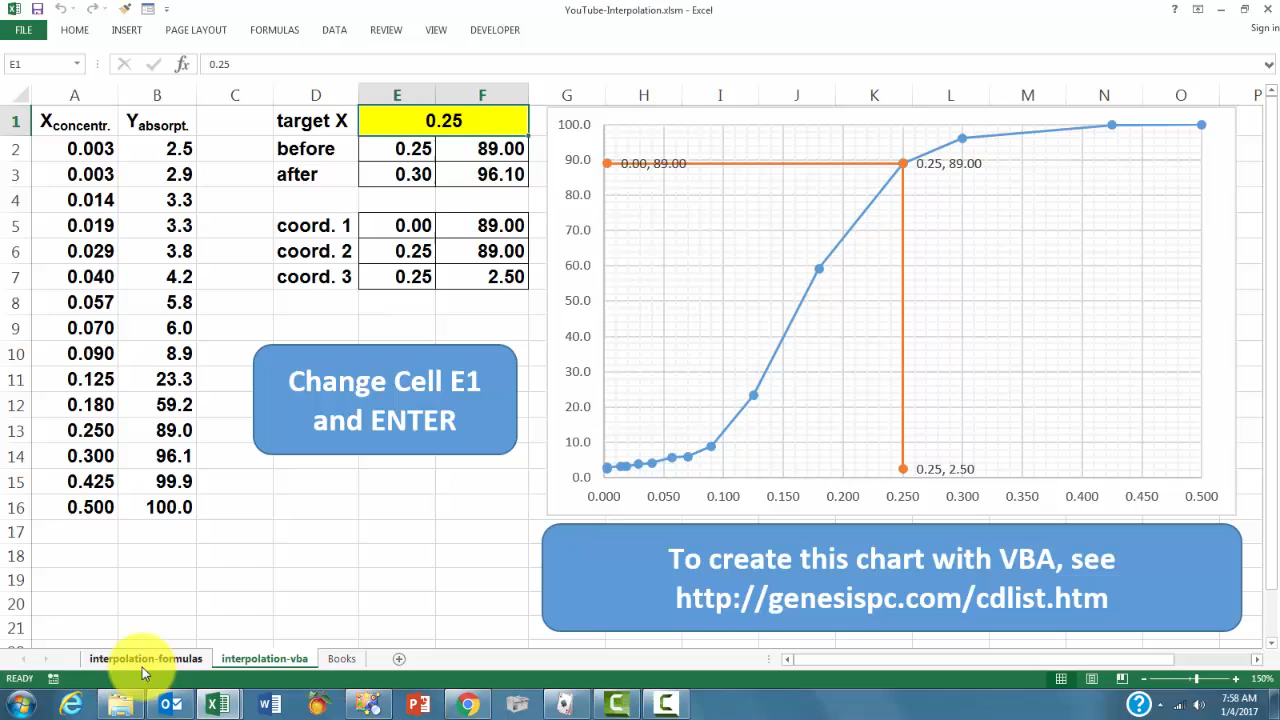 YouTube-Interpolation.xlsm - Excel
?
FILE HOME INSERT PAGE LAYOUT FORMULAS DATA REVIEW VIEW DEVELOPER Sign in
E1 fx 0.25
A B C D E F G H I J K L M N O P
1 Xconcentr. Yabsorpt. target X 0.25
2 0.003 2.5 before 0.25 89.00
3 0.003 2.9 after 0.30 96.10
4 0.014 3.3
5 0.019 3.3 coord. 1 0.00 89.00
6 0.029 3.8 coord. 2 0.25 89.00
7 0.040 4.2 coord. 3 0.25 2.50
8 0.057 5.8
9 0.070 6.0
10 0.090 8.9
11 0.125 23.3
12 0.180 59.2
13 0.250 89.0
14 0.300 96.1
15 0.425 99.9
16 0.500 100.0
17
18
19
20
21
Change Cell E1
and ENTER
100.0
90.0
80.0
70.0
60.0
50.0
40.0
30.0
20.0
10.0
0.0
0.00, 89.00
0.25, 89.00
0.25, 2.50
0.000 0.050 0.100 0.150 0.200 0.250 0.300 0.350 0.400 0.450 0.500
To create this chart with VBA, see
http://genesispc.com/cdlist.htm
interpolation-formulas interpolation-vba Books
READY 150%
7:58 AM
1/4/2017